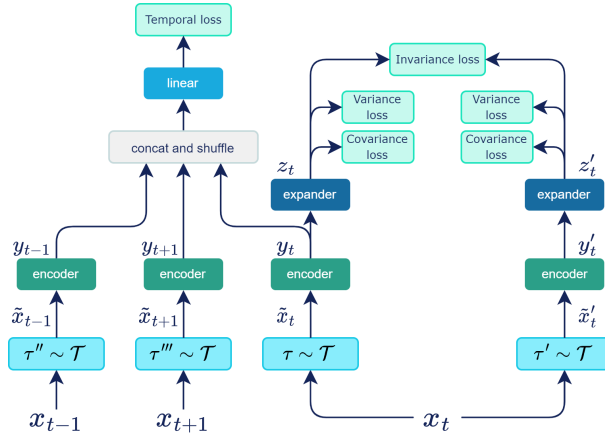 Temporal loss
linear
concat and shuffle
Invariance loss
Variance
loss
Variance
loss
Covariance
loss
Covariance
loss
z_t
z'_t
expander
expander
y_{t-1}
y_{t+1}
y_t
y'_t
encoder
encoder
encoder
encoder
x̃_{t-1}
x̃_{t+1}
x̃_t
x̃'_t
τ'' ~ 𝒯
τ''' ~ 𝒯
τ ~ 𝒯
τ' ~ 𝒯
x_{t-1}
x_{t+1}
x_t